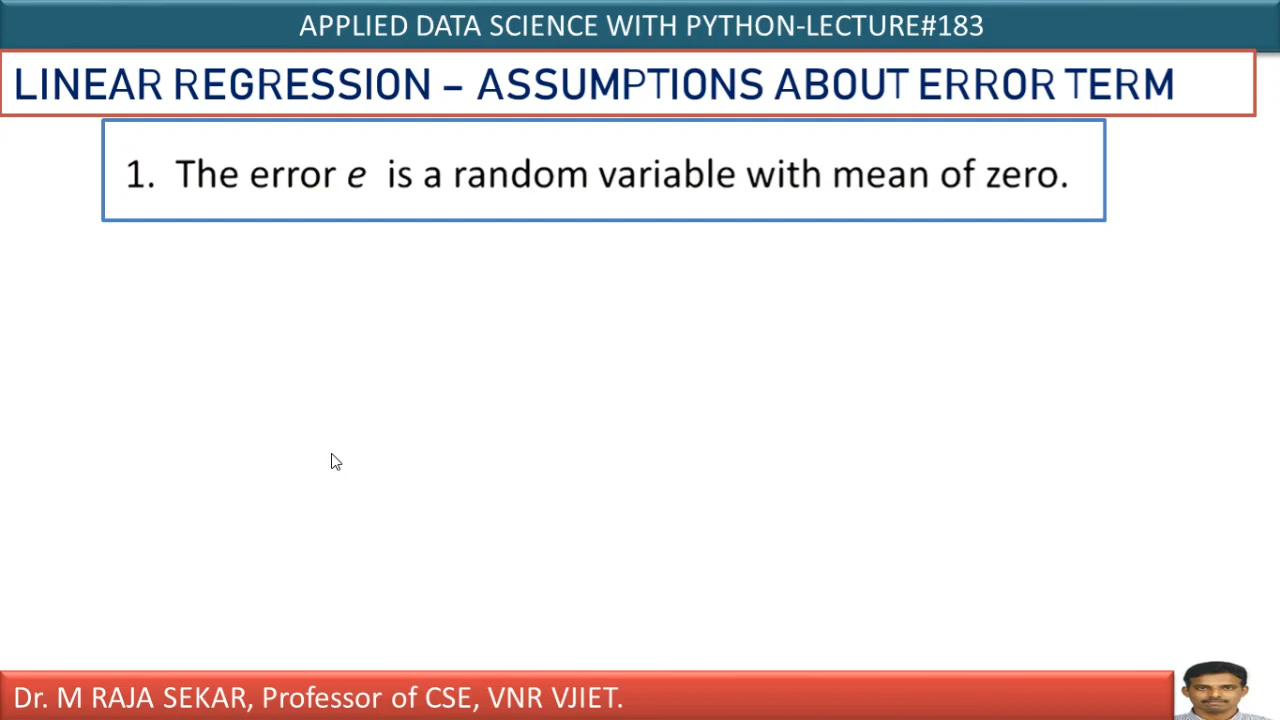 APPLIED DATA SCIENCE WITH PYTHON-LECTURE#183
LINEAR REGRESSION – ASSUMPTIONS ABOUT ERROR TERM
1. The error e is a random variable with mean of zero.
Dr. M RAJA SEKAR, Professor of CSE, VNR VJIET.